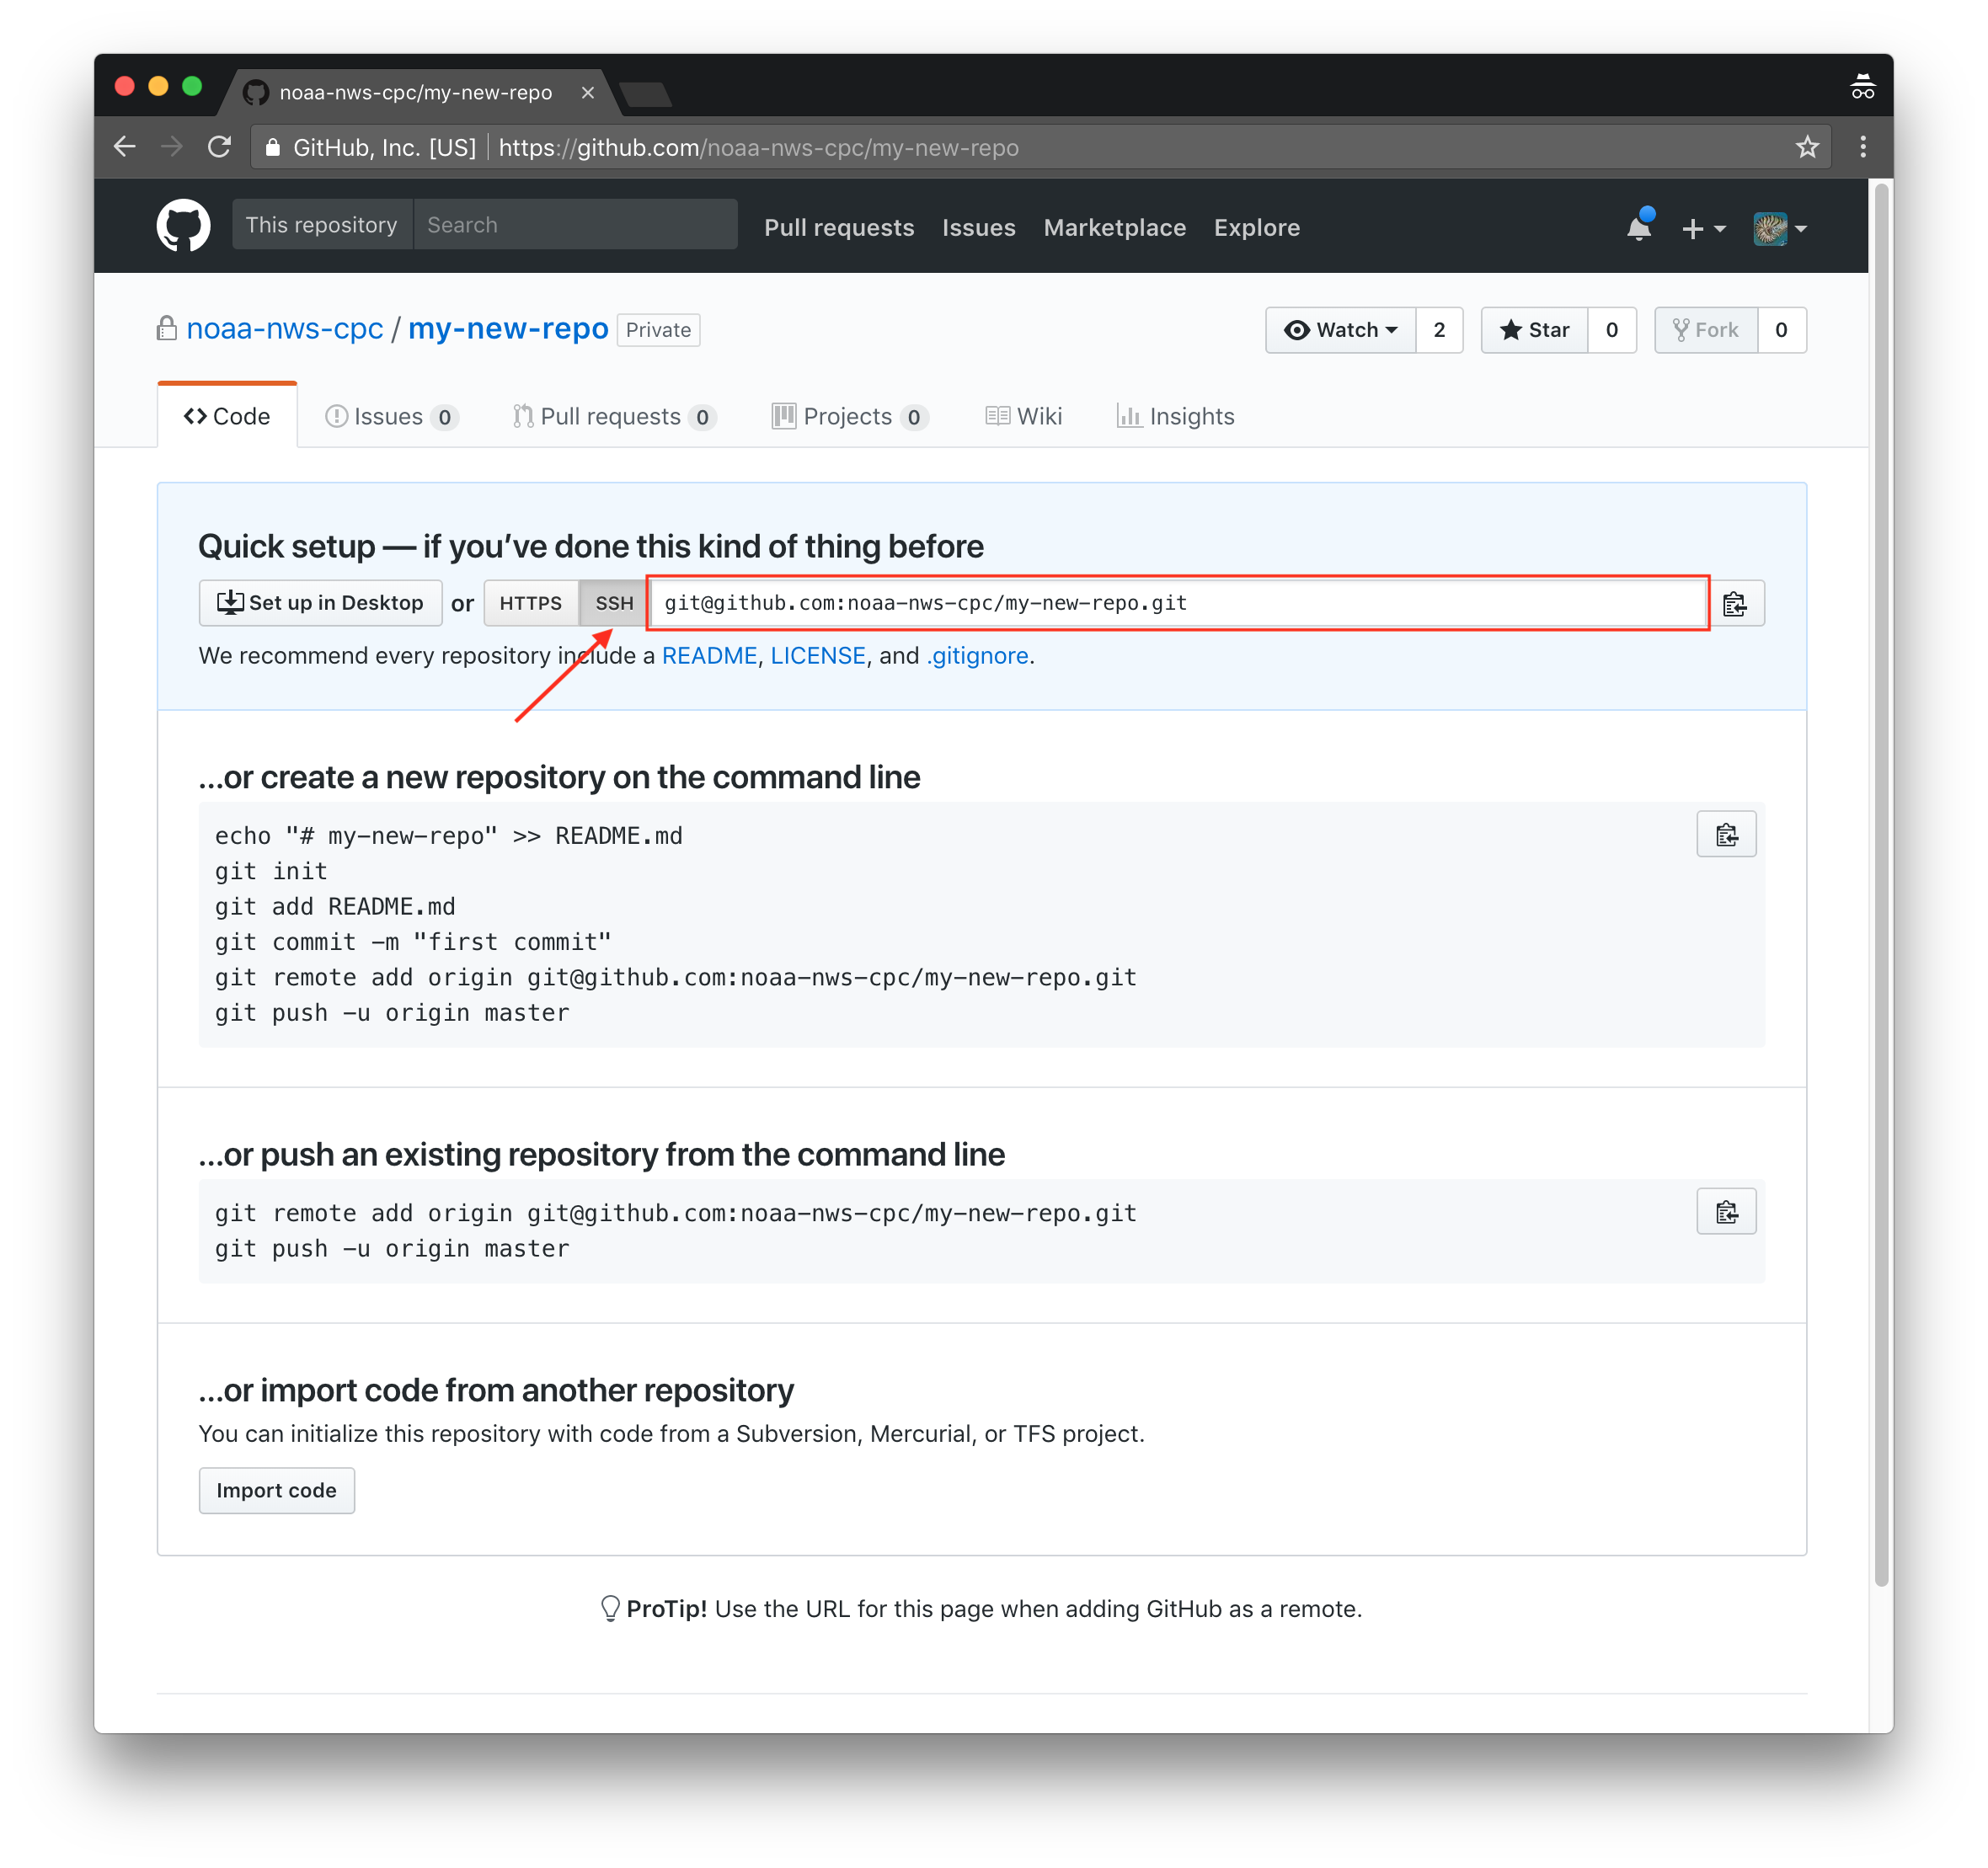 noaa-nws-cpc/my-new-repo
GitHub, Inc. [US] https://github.com/noaa-nws-cpc/my-new-repo
This repository Search Pull requests Issues Marketplace Explore
noaa-nws-cpc / my-new-repo Private Watch 2 Star 0 Fork 0
Code Issues 0 Pull requests 0 Projects 0 Wiki Insights
Quick setup — if you’ve done this kind of thing before
Set up in Desktop or HTTPS SSH git@github.com:noaa-nws-cpc/my-new-repo.git
We recommend every repository include a README, LICENSE, and .gitignore.
…or create a new repository on the command line
echo "# my-new-repo" >> README.md
git init
git add README.md
git commit -m "first commit"
git remote add origin git@github.com:noaa-nws-cpc/my-new-repo.git
git push -u origin master
…or push an existing repository from the command line
git remote add origin git@github.com:noaa-nws-cpc/my-new-repo.git
git push -u origin master
…or import code from another repository
You can initialize this repository with code from a Subversion, Mercurial, or TFS project.
Import code
ProTip! Use the URL for this page when adding GitHub as a remote.